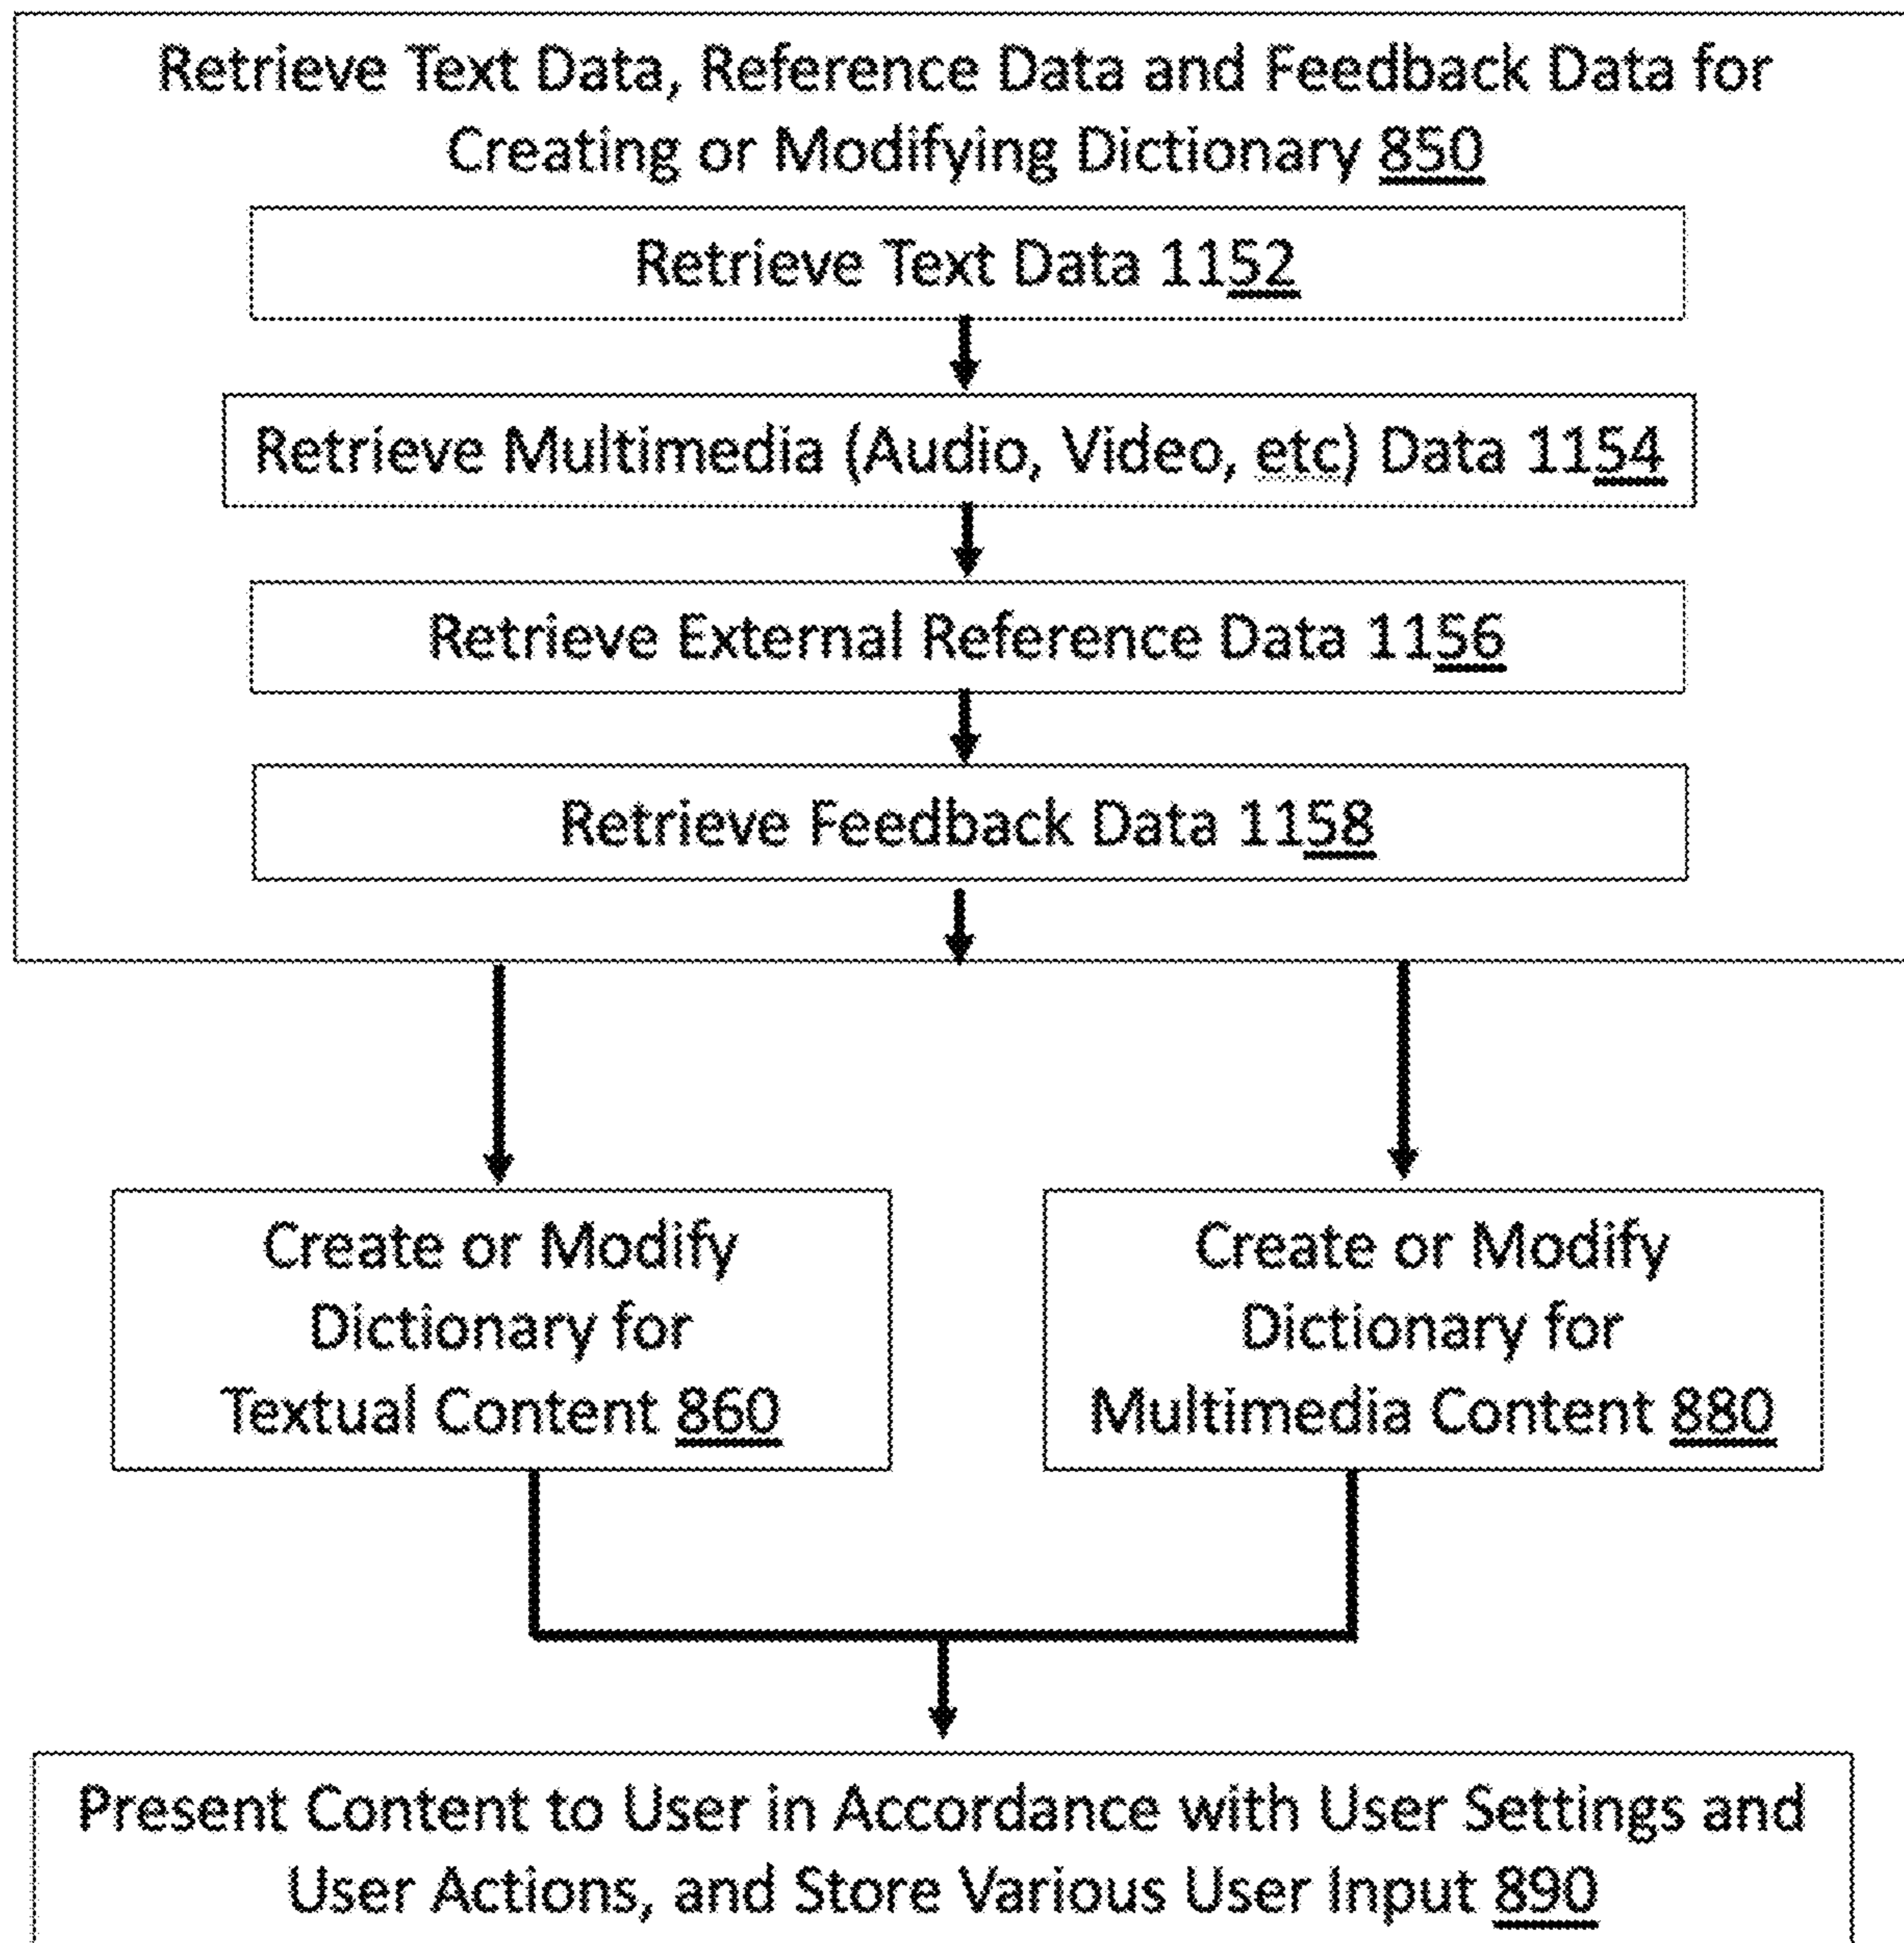 Retrieve Text Data, Reference Data and Feedback Data for
Creating or Modifying Dictionary 850
Retrieve Text Data 1152
Retrieve Multimedia (Audio, Video, etc) Data 1154
Retrieve External Reference Data 1156
Retrieve Feedback Data 1158
Create or Modify
Dictionary for
Textual Content 860
Create or Modify
Dictionary for
Multimedia Content 880
Present Content to User in Accordance with User Settings and
User Actions, and Store Various User Input 890